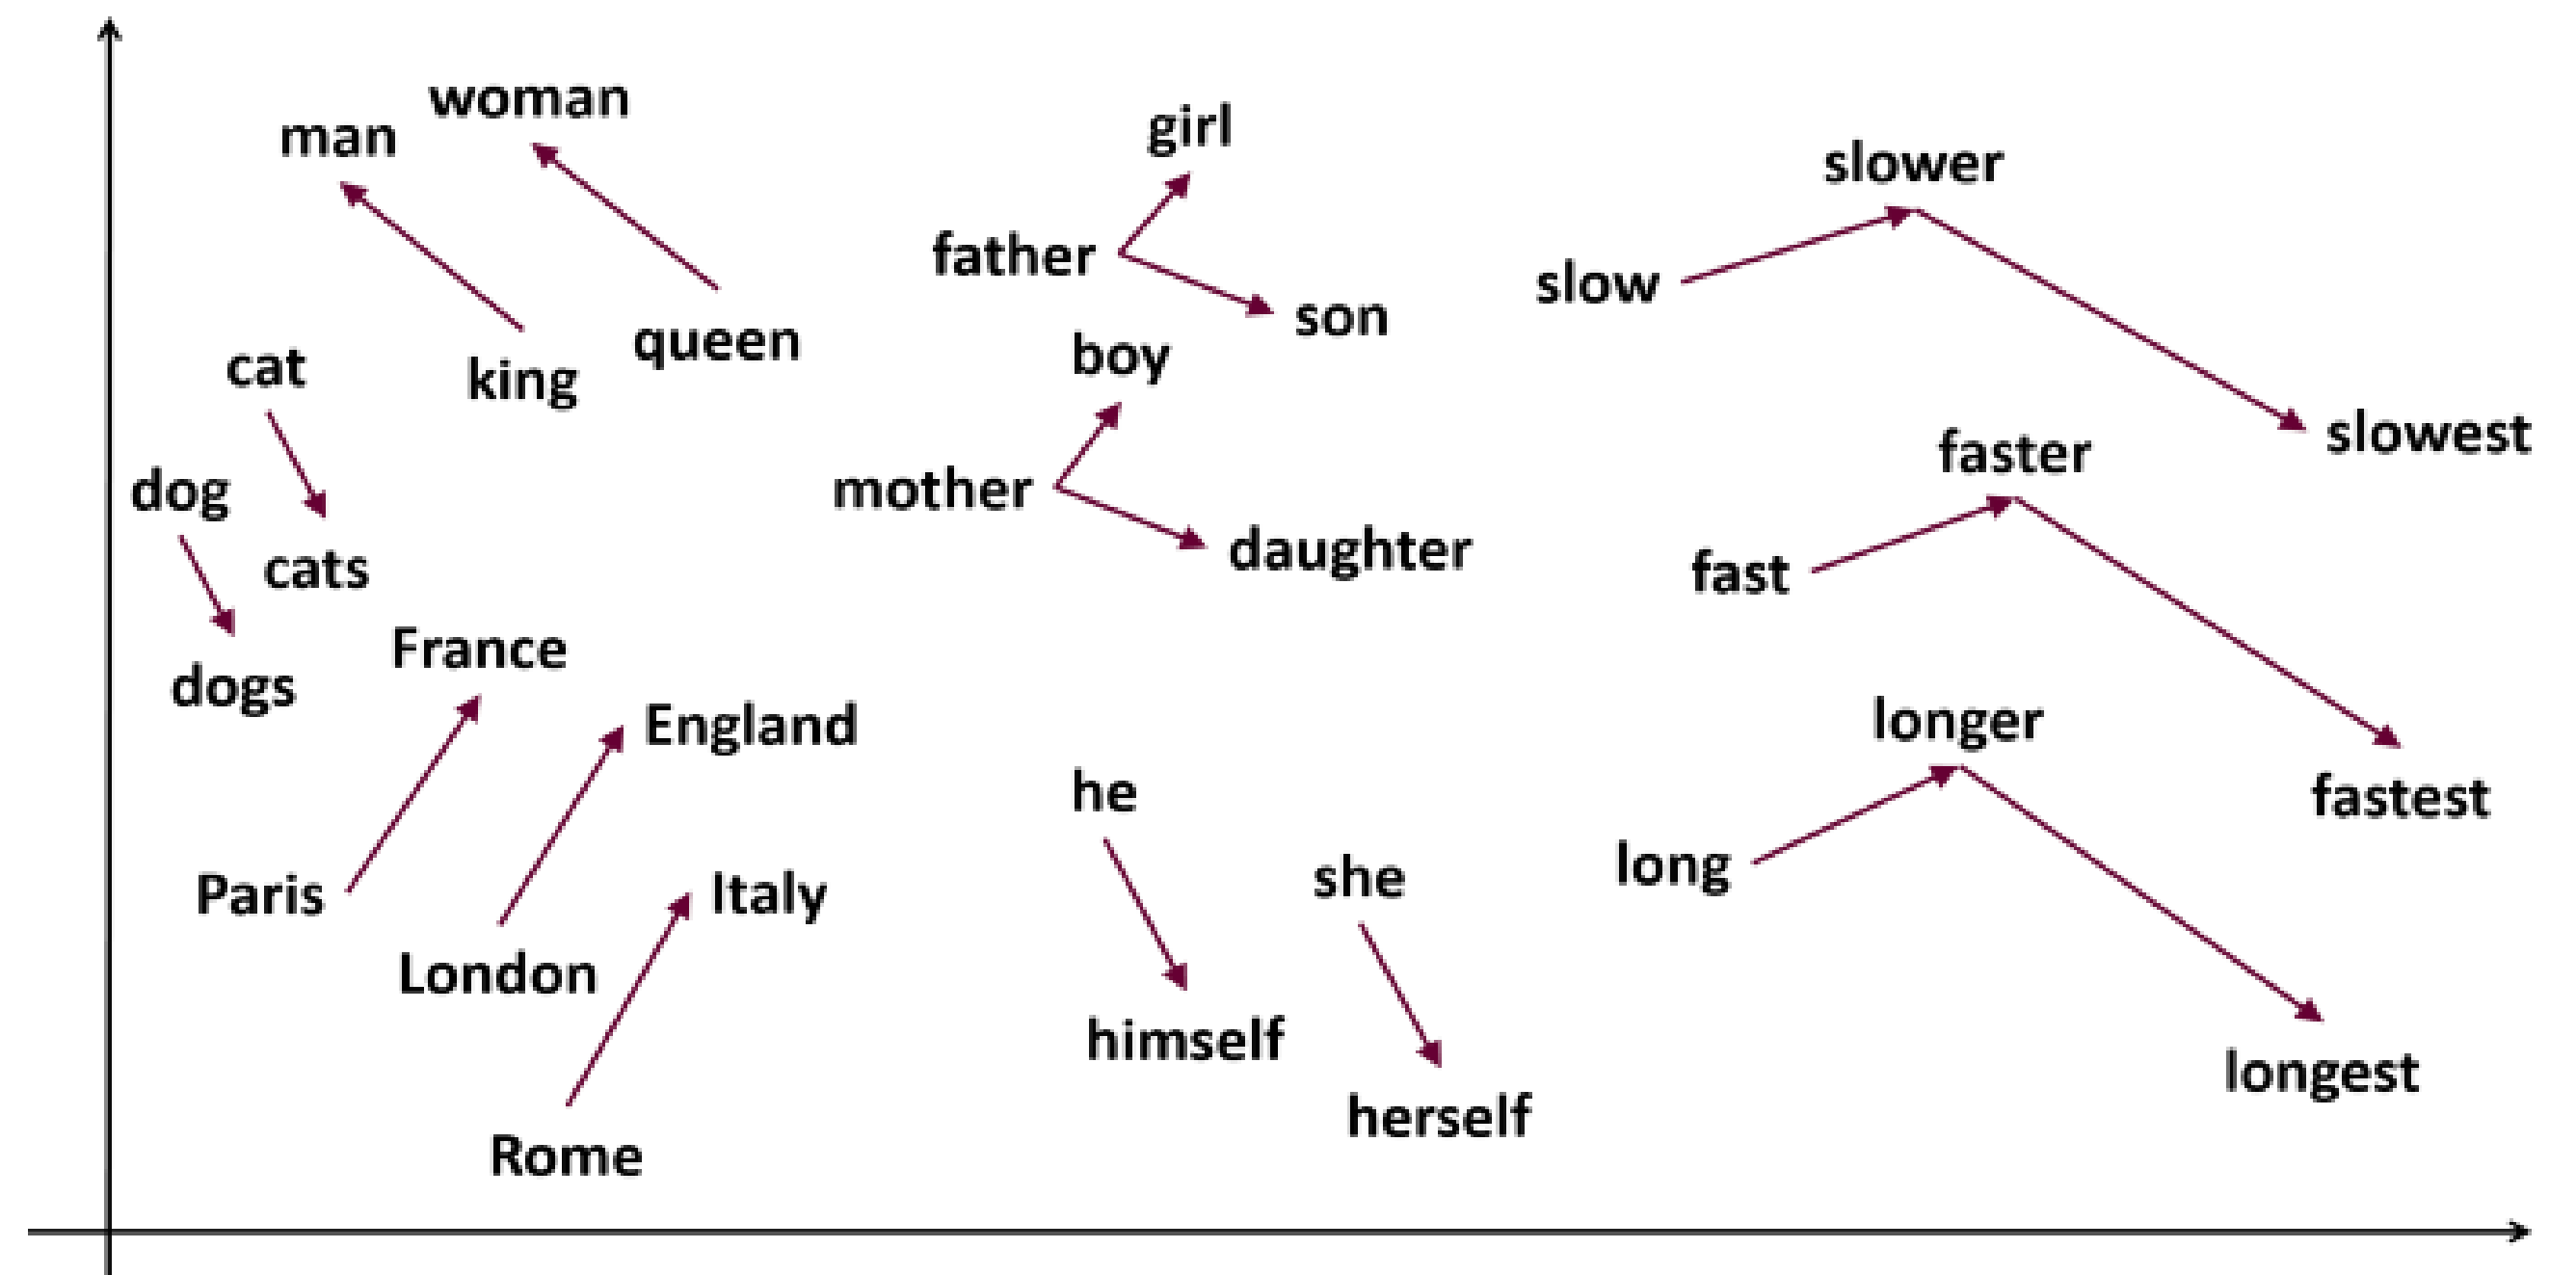 woman
man
girl
slower
father
slow
son
queen
boy
cat
king
slowest
faster
dog
mother
daughter
cats
fast
France
dogs
England
longer
he
fastest
long
she
Paris
Italy
London
himself
longest
herself
Rome